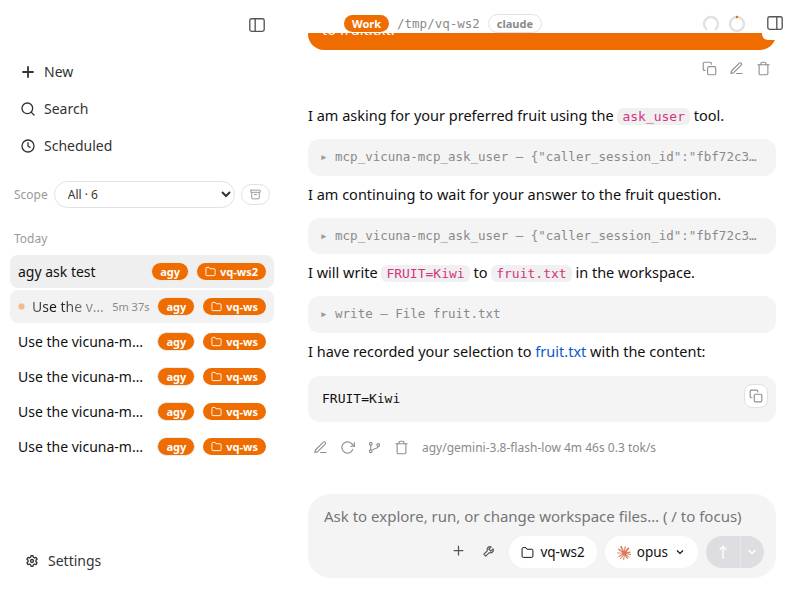 Work /tmp/vq-ws2 claude
New
Search
Scheduled
Scope All · 6
Today
agy ask test agy vq-ws2
Use the v... 5m 37s agy vq-ws
Use the vicuna-m... agy vq-ws
Use the vicuna-m... agy vq-ws
Use the vicuna-m... agy vq-ws
Use the vicuna-m... agy vq-ws
Settings
I am asking for your preferred fruit using the ask_user tool.
▸ mcp_vicuna-mcp_ask_user — {"caller_session_id":"fbf72c3…
I am continuing to wait for your answer to the fruit question.
▸ mcp_vicuna-mcp_ask_user — {"caller_session_id":"fbf72c3…
I will write FRUIT=Kiwi to fruit.txt in the workspace.
▸ write — File fruit.txt
I have recorded your selection to fruit.txt with the content:
FRUIT=Kiwi
agy/gemini-3.8-flash-low 4m 46s 0.3 tok/s
Ask to explore, run, or change workspace files... ( / to focus)
vq-ws2 opus